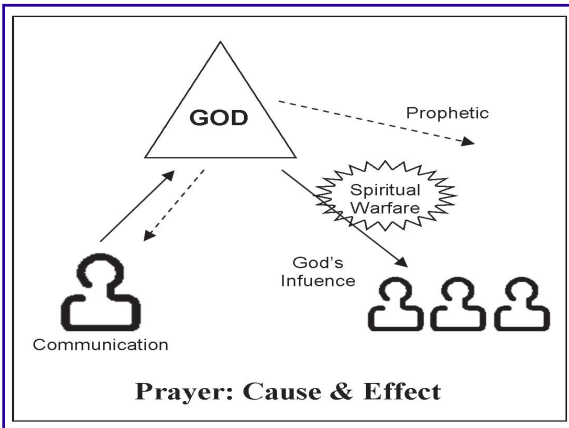 GOD
Prophetic
Spiritual
Warfare
God's
Infuence
Communication
Prayer: Cause & Effect